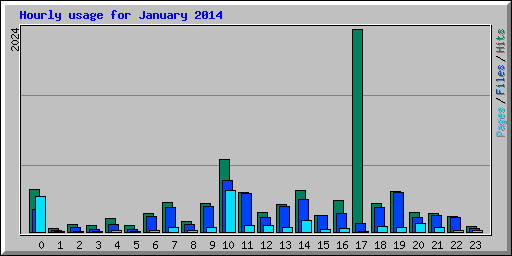 Hourly usage for January 2014
2024
Pages/Files/Hits
0 1 2 3 4 5 6 7 8 9 10 11 12 13 14 15 16 17 18 19 20 21 22 23